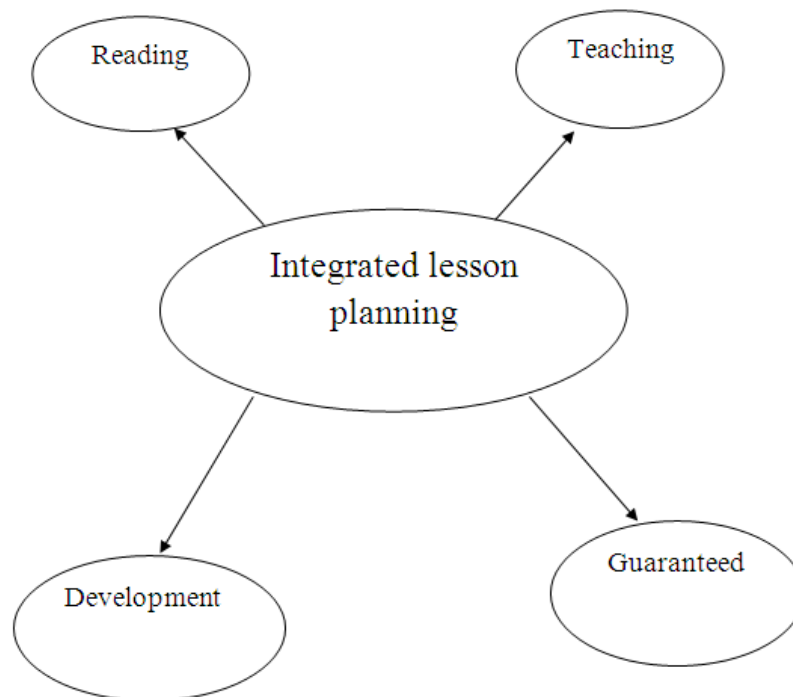 Reading
Teaching
Integrated lesson
planning
Development
Guaranteed